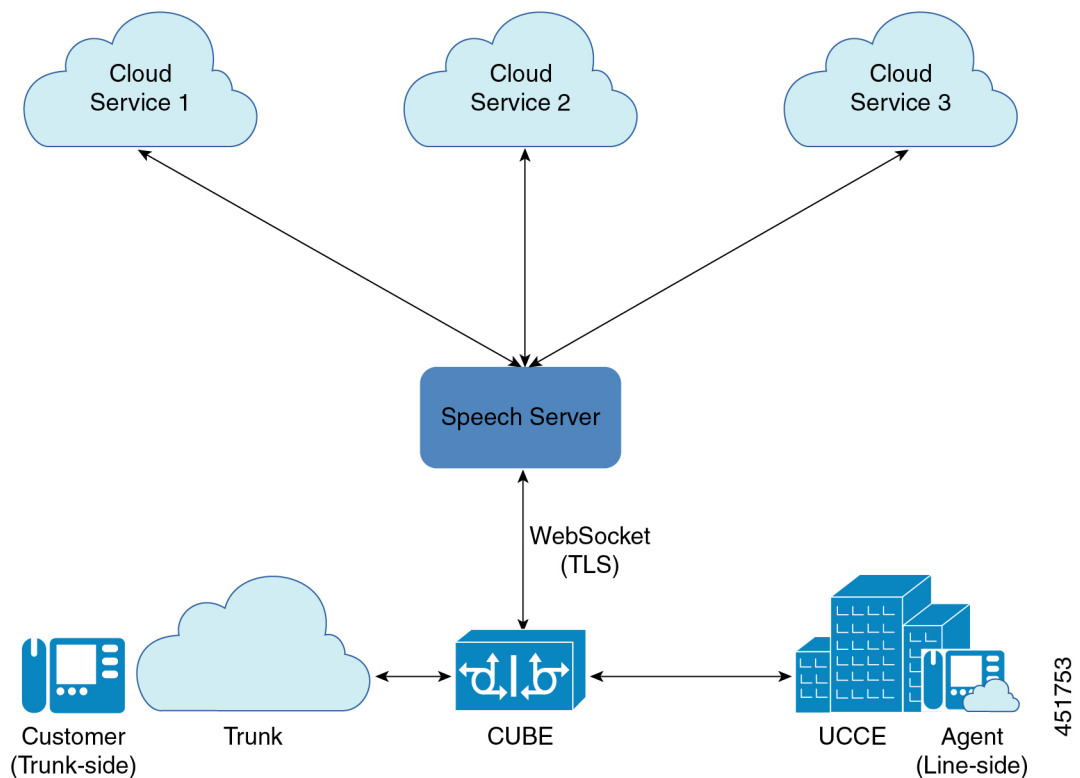 Cloud
Service 1
Cloud
Service 2
Cloud
Service 3
Speech Server
WebSocket
(TLS)
Customer
(Trunk-side)
Trunk
CUBE
UCCE
Agent
(Line-side)
451753